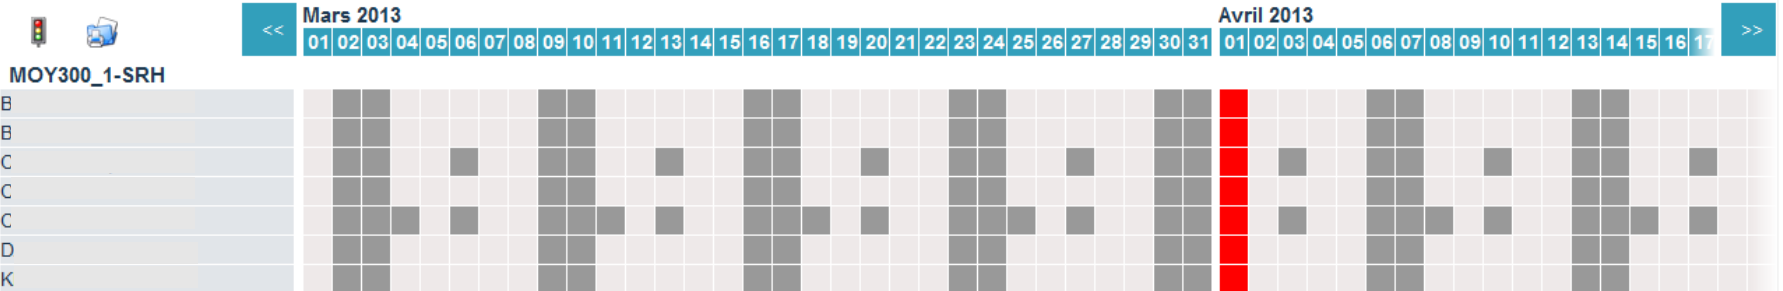 Mars 2013 Avril 2013
<< 01 02 03 04 05 06 07 08 09 10 11 12 13 14 15 16 17 18 19 20 21 22 23 24 25 26 27 28 29 30 31 01 02 03 04 05 06 07 08 09 10 11 12 13 14 15 16 17 >>
MOY300_1-SRH
B
B
C
C
C
D
K